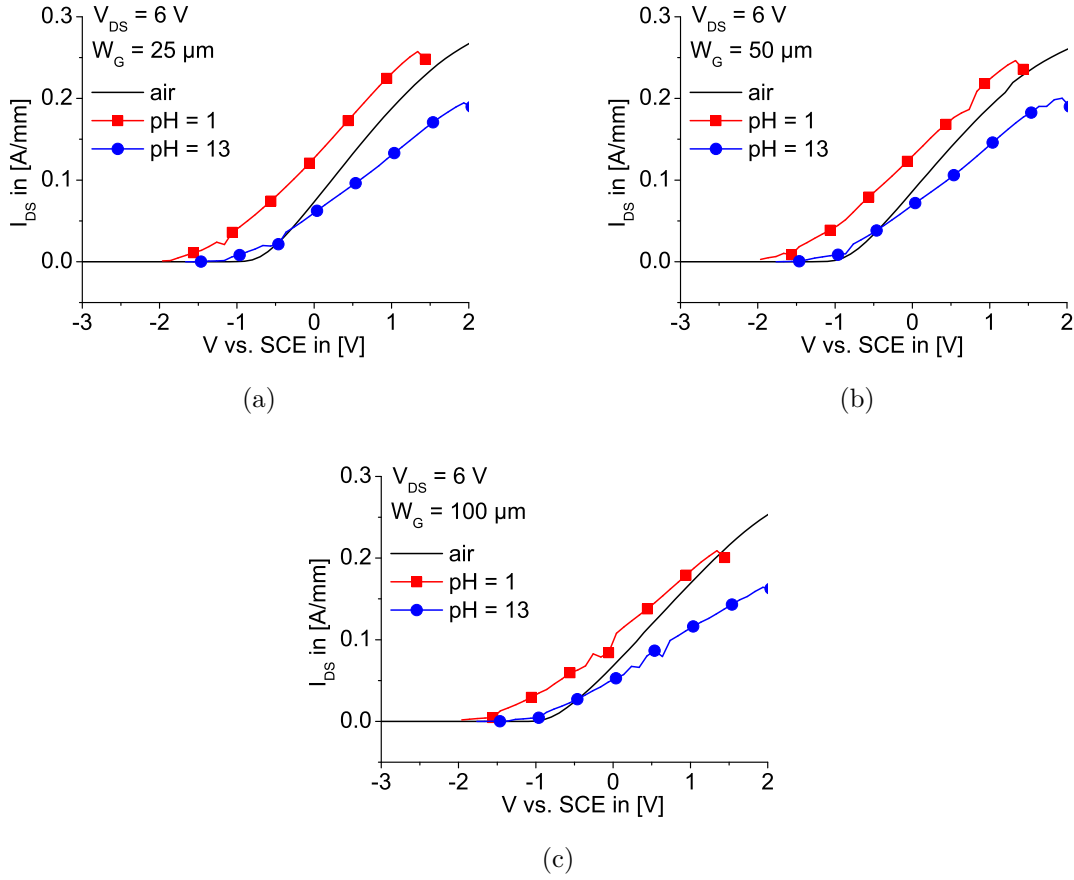 V_DS = 6 V
W_G = 25 µm
air
pH = 1
pH = 13
I_DS in [A/mm]
0.3
0.2
0.1
0.0
-3 -2 -1 0 1 2
V vs. SCE in [V]
(a)
V_DS = 6 V
W_G = 50 µm
air
pH = 1
pH = 13
I_DS in [A/mm]
0.3
0.2
0.1
0.0
-3 -2 -1 0 1 2
V vs. SCE in [V]
(b)
V_DS = 6 V
W_G = 100 µm
air
pH = 1
pH = 13
I_DS in [A/mm]
0.3
0.2
0.1
0.0
-3 -2 -1 0 1 2
V vs. SCE in [V]
(c)